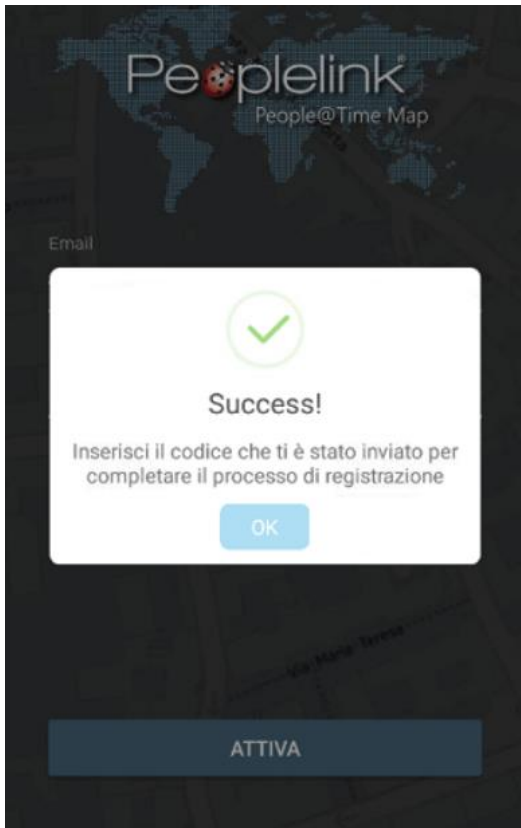 Peoplelink
People@Time Map
Email
Success!
Inserisci il codice che ti è stato inviato per
completare il processo di registrazione
OK
Via Maria Teresa
ATTIVA